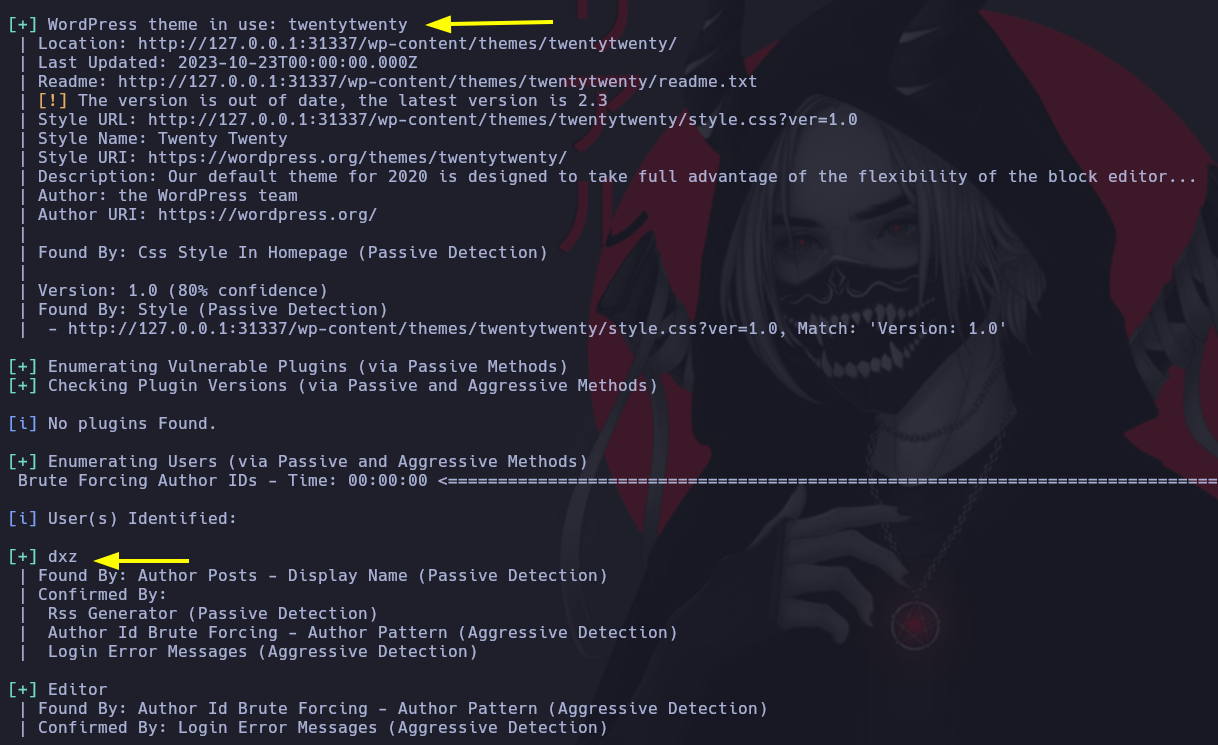 [+] WordPress theme in use: twentytwenty
 | Location: http://127.0.0.1:31337/wp-content/themes/twentytwenty/
 | Last Updated: 2023-10-23T00:00:00.000Z
 | Readme: http://127.0.0.1:31337/wp-content/themes/twentytwenty/readme.txt
 | [!] The version is out of date, the latest version is 2.3
 | Style URL: http://127.0.0.1:31337/wp-content/themes/twentytwenty/style.css?ver=1.0
 | Style Name: Twenty Twenty
 | Style URI: https://wordpress.org/themes/twentytwenty/
 | Description: Our default theme for 2020 is designed to take full advantage of the flexibility of the block editor...
 | Author: the WordPress team
 | Author URI: https://wordpress.org/
 |
 | Found By: Css Style In Homepage (Passive Detection)
 |
 | Version: 1.0 (80% confidence)
 | Found By: Style (Passive Detection)
 |  - http://127.0.0.1:31337/wp-content/themes/twentytwenty/style.css?ver=1.0, Match: 'Version: 1.0'
[+] Enumerating Vulnerable Plugins (via Passive Methods)
[+] Checking Plugin Versions (via Passive and Aggressive Methods)
[i] No plugins Found.
[+] Enumerating Users (via Passive and Aggressive Methods)
 Brute Forcing Author IDs - Time: 00:00:00 <=============================================================================
[i] User(s) Identified:
[+] dxz
 | Found By: Author Posts - Display Name (Passive Detection)
 | Confirmed By:
 |  Rss Generator (Passive Detection)
 |  Author Id Brute Forcing - Author Pattern (Aggressive Detection)
 |  Login Error Messages (Aggressive Detection)
[+] Editor
 | Found By: Author Id Brute Forcing - Author Pattern (Aggressive Detection)
 | Confirmed By: Login Error Messages (Aggressive Detection)